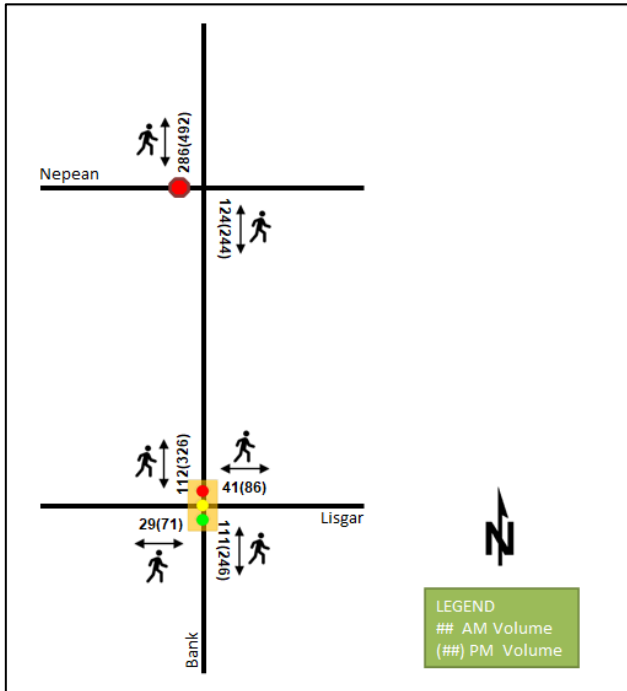 286(492)
Nepean
124(244)
112(326)
41(86)
Lisgar
29(71)
111(246)
Bank
N
LEGEND
## AM Volume
(##) PM Volume